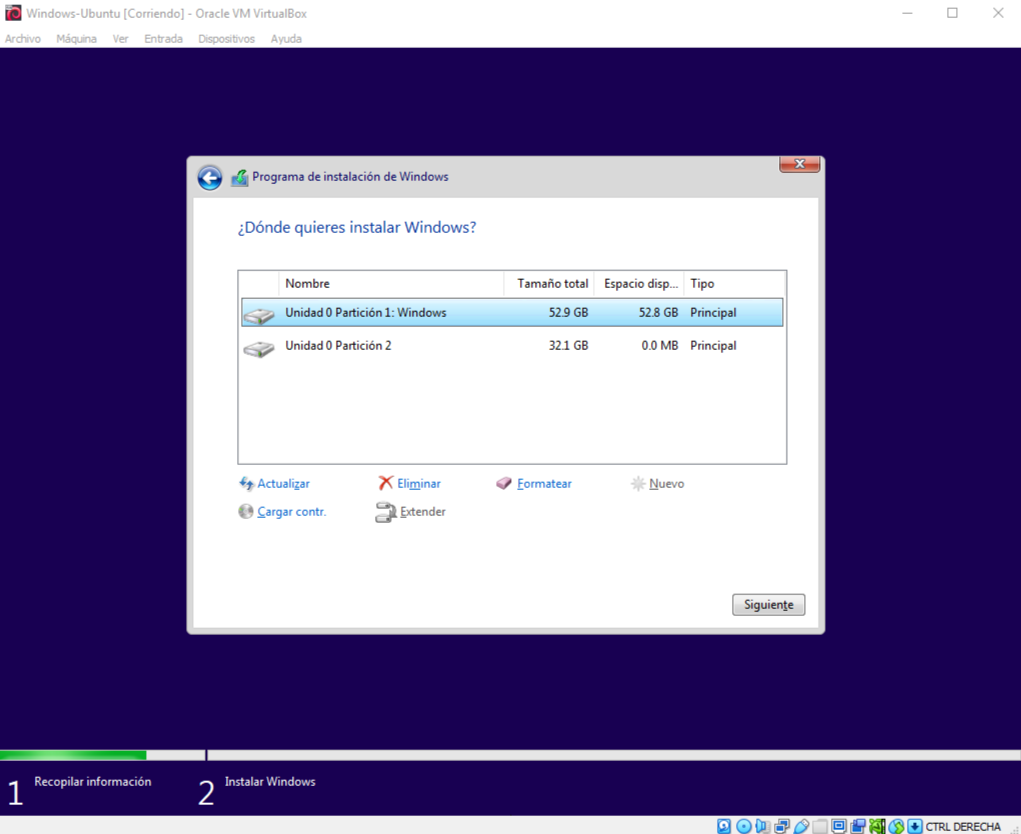 Windows-Ubuntu [Corriendo] - Oracle VM VirtualBox
Archivo Máquina Ver Entrada Dispositivos Ayuda
Programa de instalación de Windows
¿Dónde quieres instalar Windows?
Nombre Tamaño total Espacio disp... Tipo
Unidad 0 Partición 1: Windows 52.9 GB 52.8 GB Principal
Unidad 0 Partición 2 32.1 GB 0.0 MB Principal
Actualizar Eliminar Formatear Nuevo
Cargar contr. Extender
Siguiente
1 Recopilar información 2 Instalar Windows
CTRL DERECHA